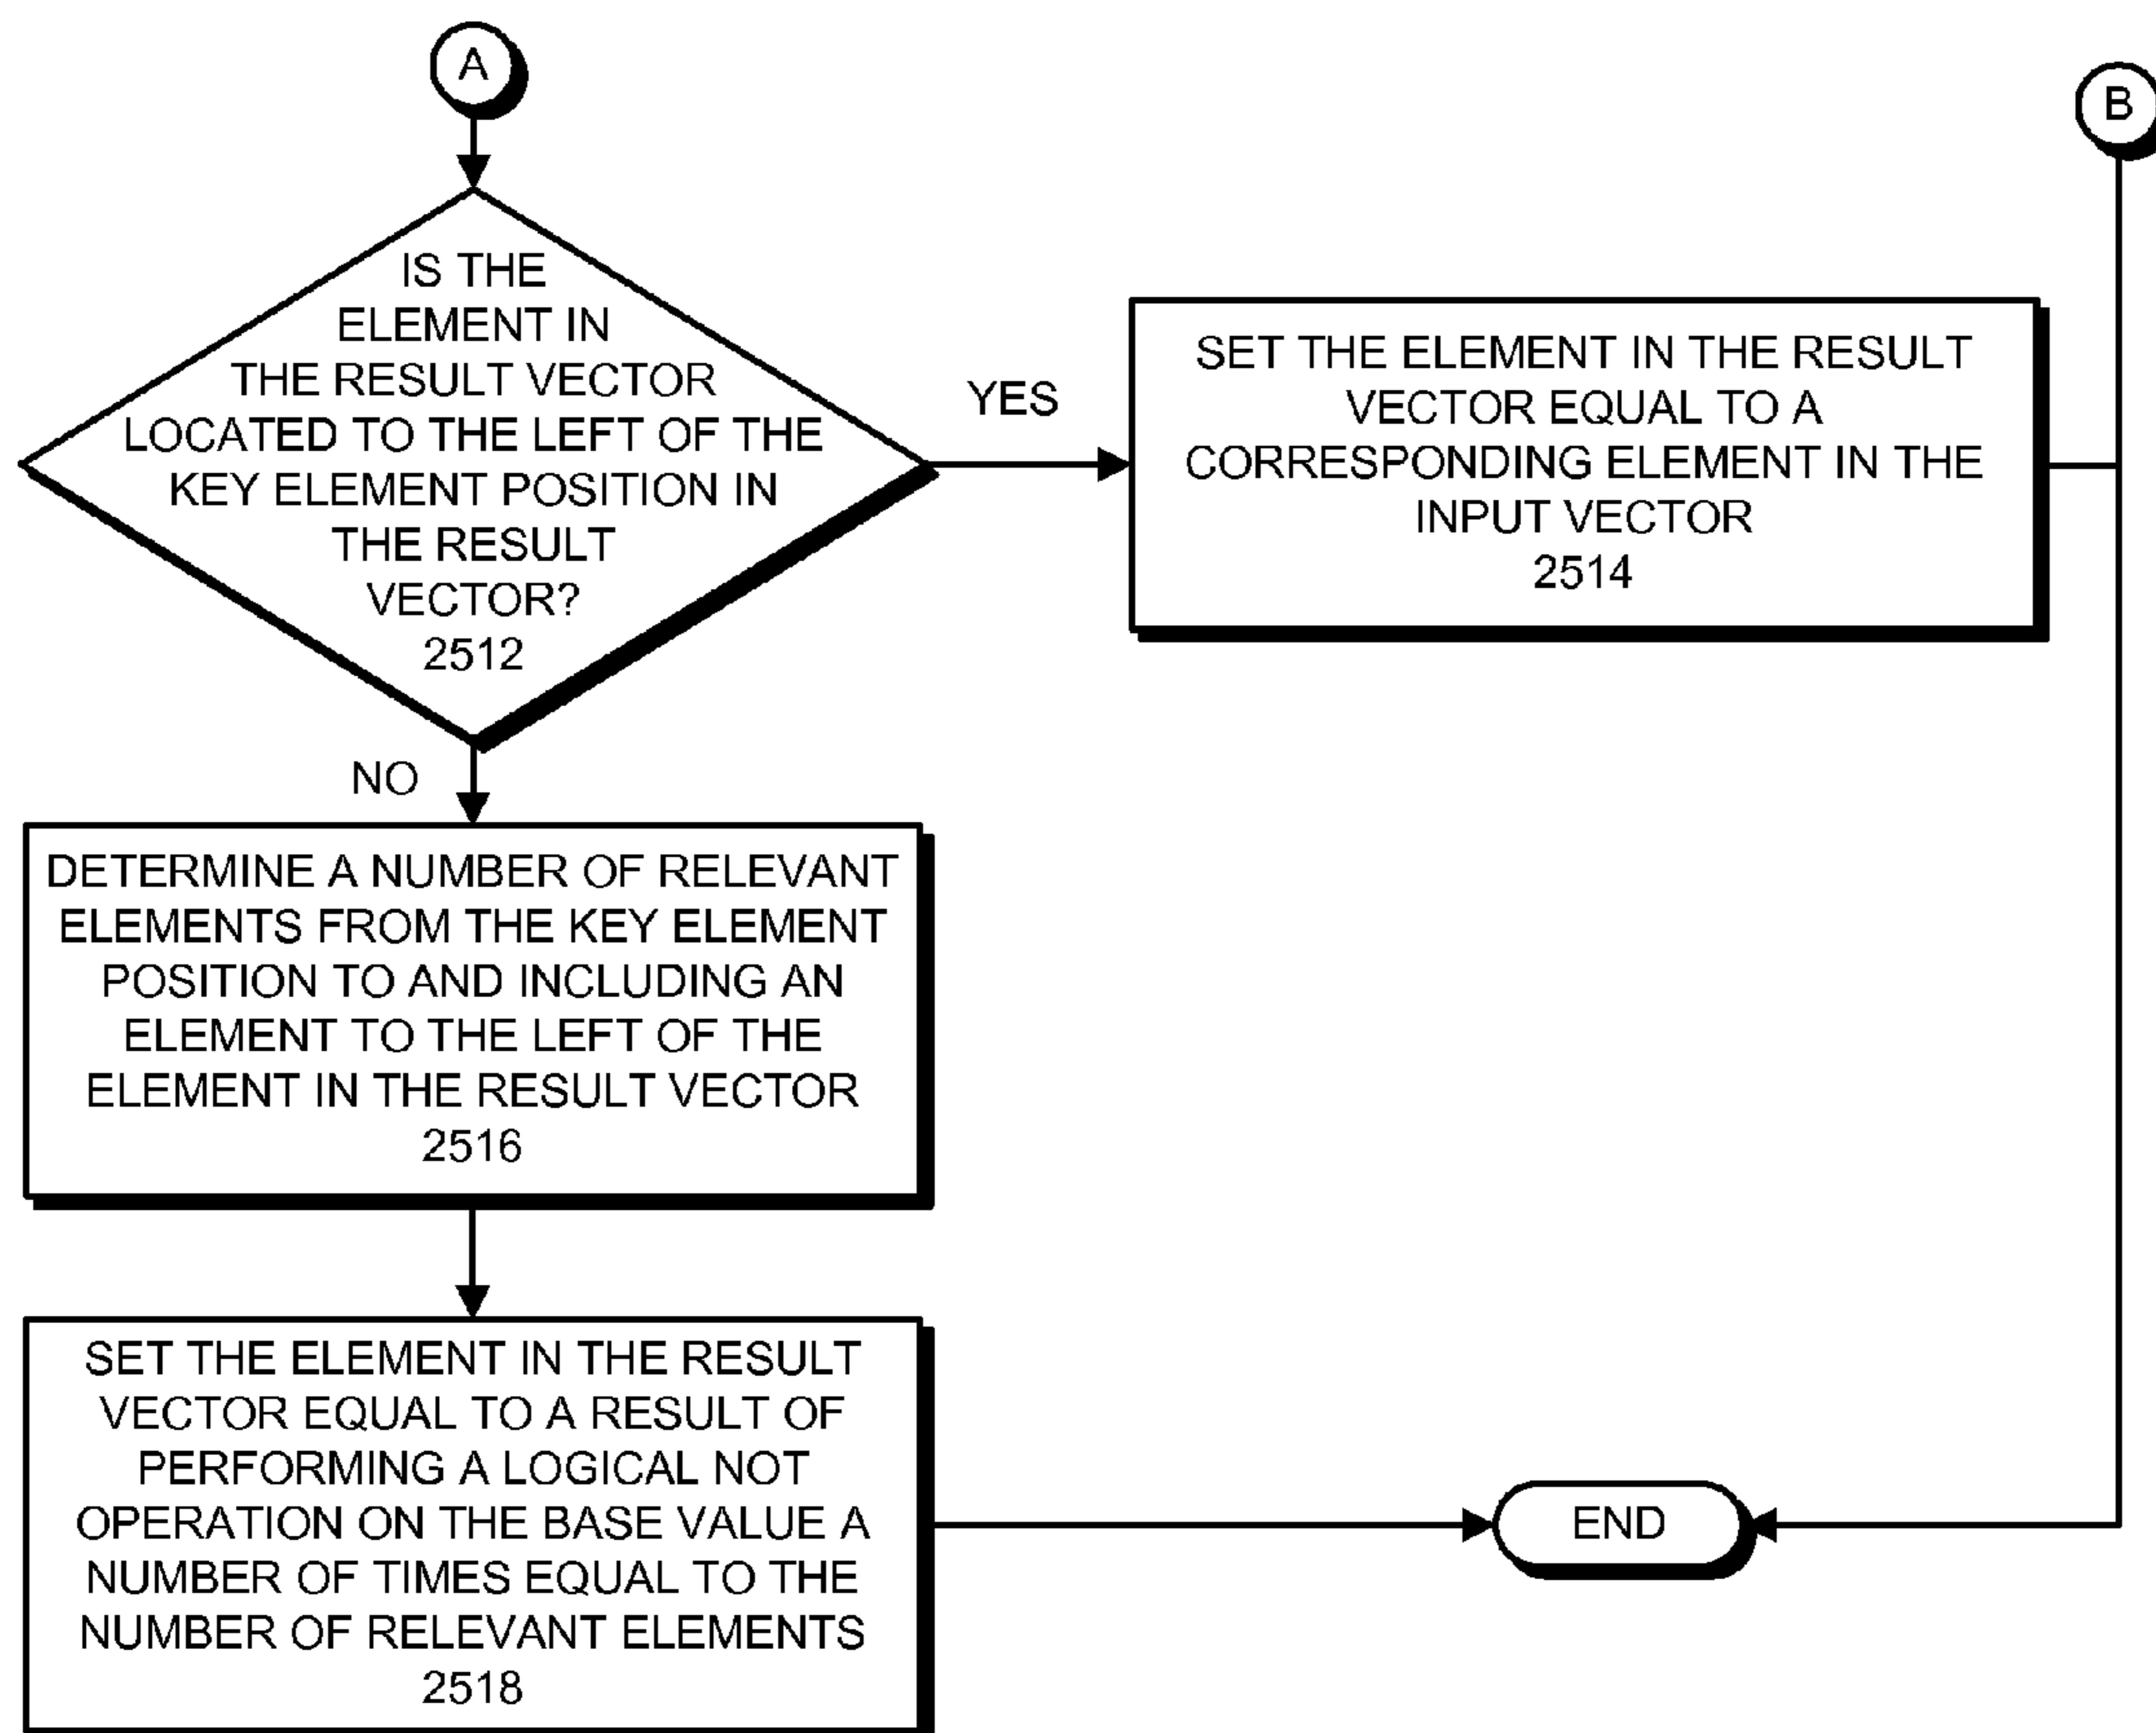 A
B
IS THE
ELEMENT IN
THE RESULT VECTOR
LOCATED TO THE LEFT OF THE
KEY ELEMENT POSITION IN
THE RESULT
VECTOR?
2512
YES
SET THE ELEMENT IN THE RESULT
VECTOR EQUAL TO A
CORRESPONDING ELEMENT IN THE
INPUT VECTOR
2514
NO
DETERMINE A NUMBER OF RELEVANT
ELEMENTS FROM THE KEY ELEMENT
POSITION TO AND INCLUDING AN
ELEMENT TO THE LEFT OF THE
ELEMENT IN THE RESULT VECTOR
2516
SET THE ELEMENT IN THE RESULT
VECTOR EQUAL TO A RESULT OF
PERFORMING A LOGICAL NOT
OPERATION ON THE BASE VALUE A
NUMBER OF TIMES EQUAL TO THE
NUMBER OF RELEVANT ELEMENTS
2518
END